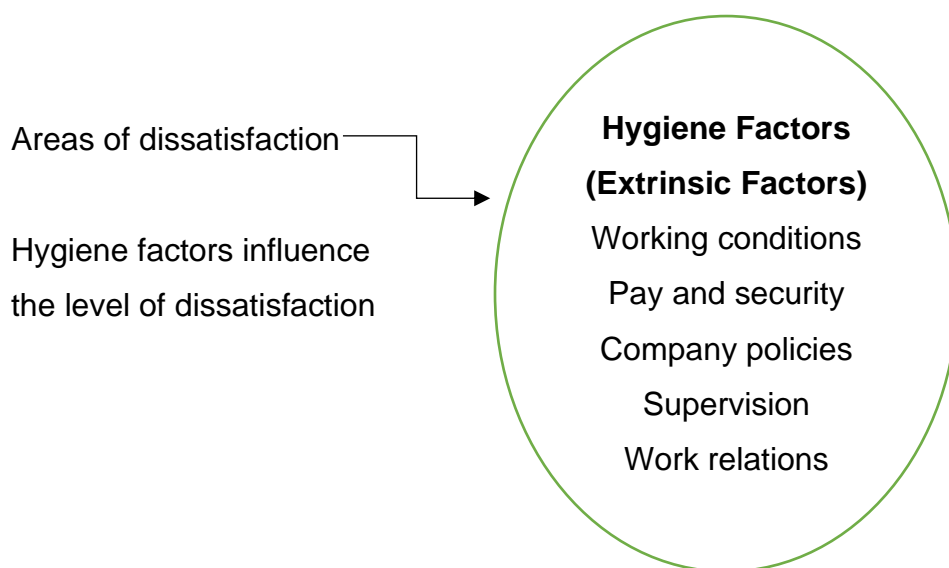 Areas of dissatisfaction
Hygiene factors influence
the level of dissatisfaction
Hygiene Factors
(Extrinsic Factors)
Working conditions
Pay and security
Company policies
Supervision
Work relations